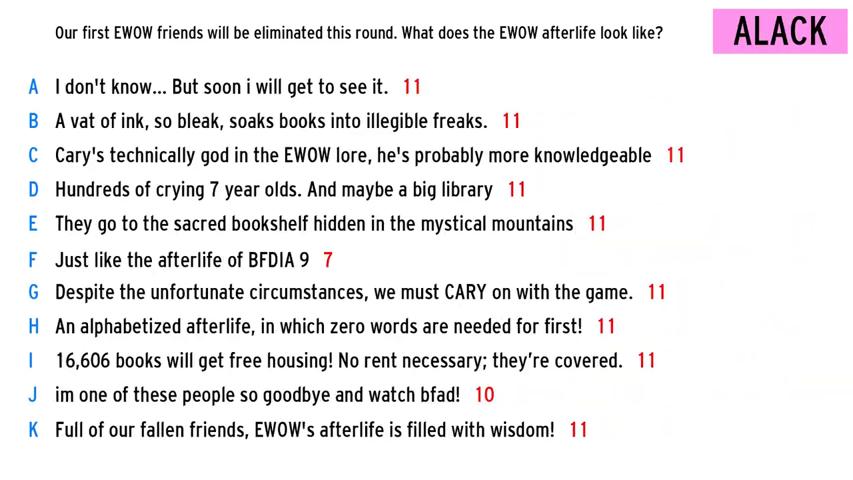 Our first EWOW friends will be eliminated this round. What does the EWOW afterlife look like?
ALACK
A I don't know... But soon i will get to see it. 11
B A vat of ink, so bleak, soaks books into illegible freaks. 11
C Cary's technically god in the EWOW lore, he's probably more knowledgeable 11
D Hundreds of crying 7 year olds. And maybe a big library 11
E They go to the sacred bookshelf hidden in the mystical mountains 11
F Just like the afterlife of BFDIA 9 7
G Despite the unfortunate circumstances, we must CARY on with the game. 11
H An alphabetized afterlife, in which zero words are needed for first! 11
I 16,606 books will get free housing! No rent necessary; they’re covered. 11
J im one of these people so goodbye and watch bfad! 10
K Full of our fallen friends, EWOW's afterlife is filled with wisdom! 11